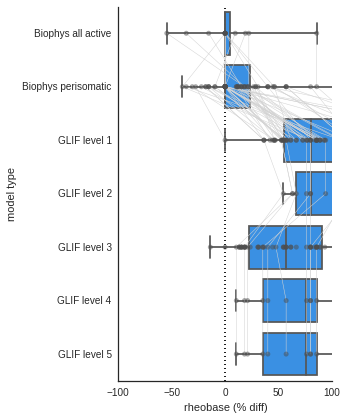 Biophys all active
Biophys perisomatic
GLIF level 1
GLIF level 2
GLIF level 3
GLIF level 4
GLIF level 5
model type
−100 −50 0 50 100
rheobase (% diff)